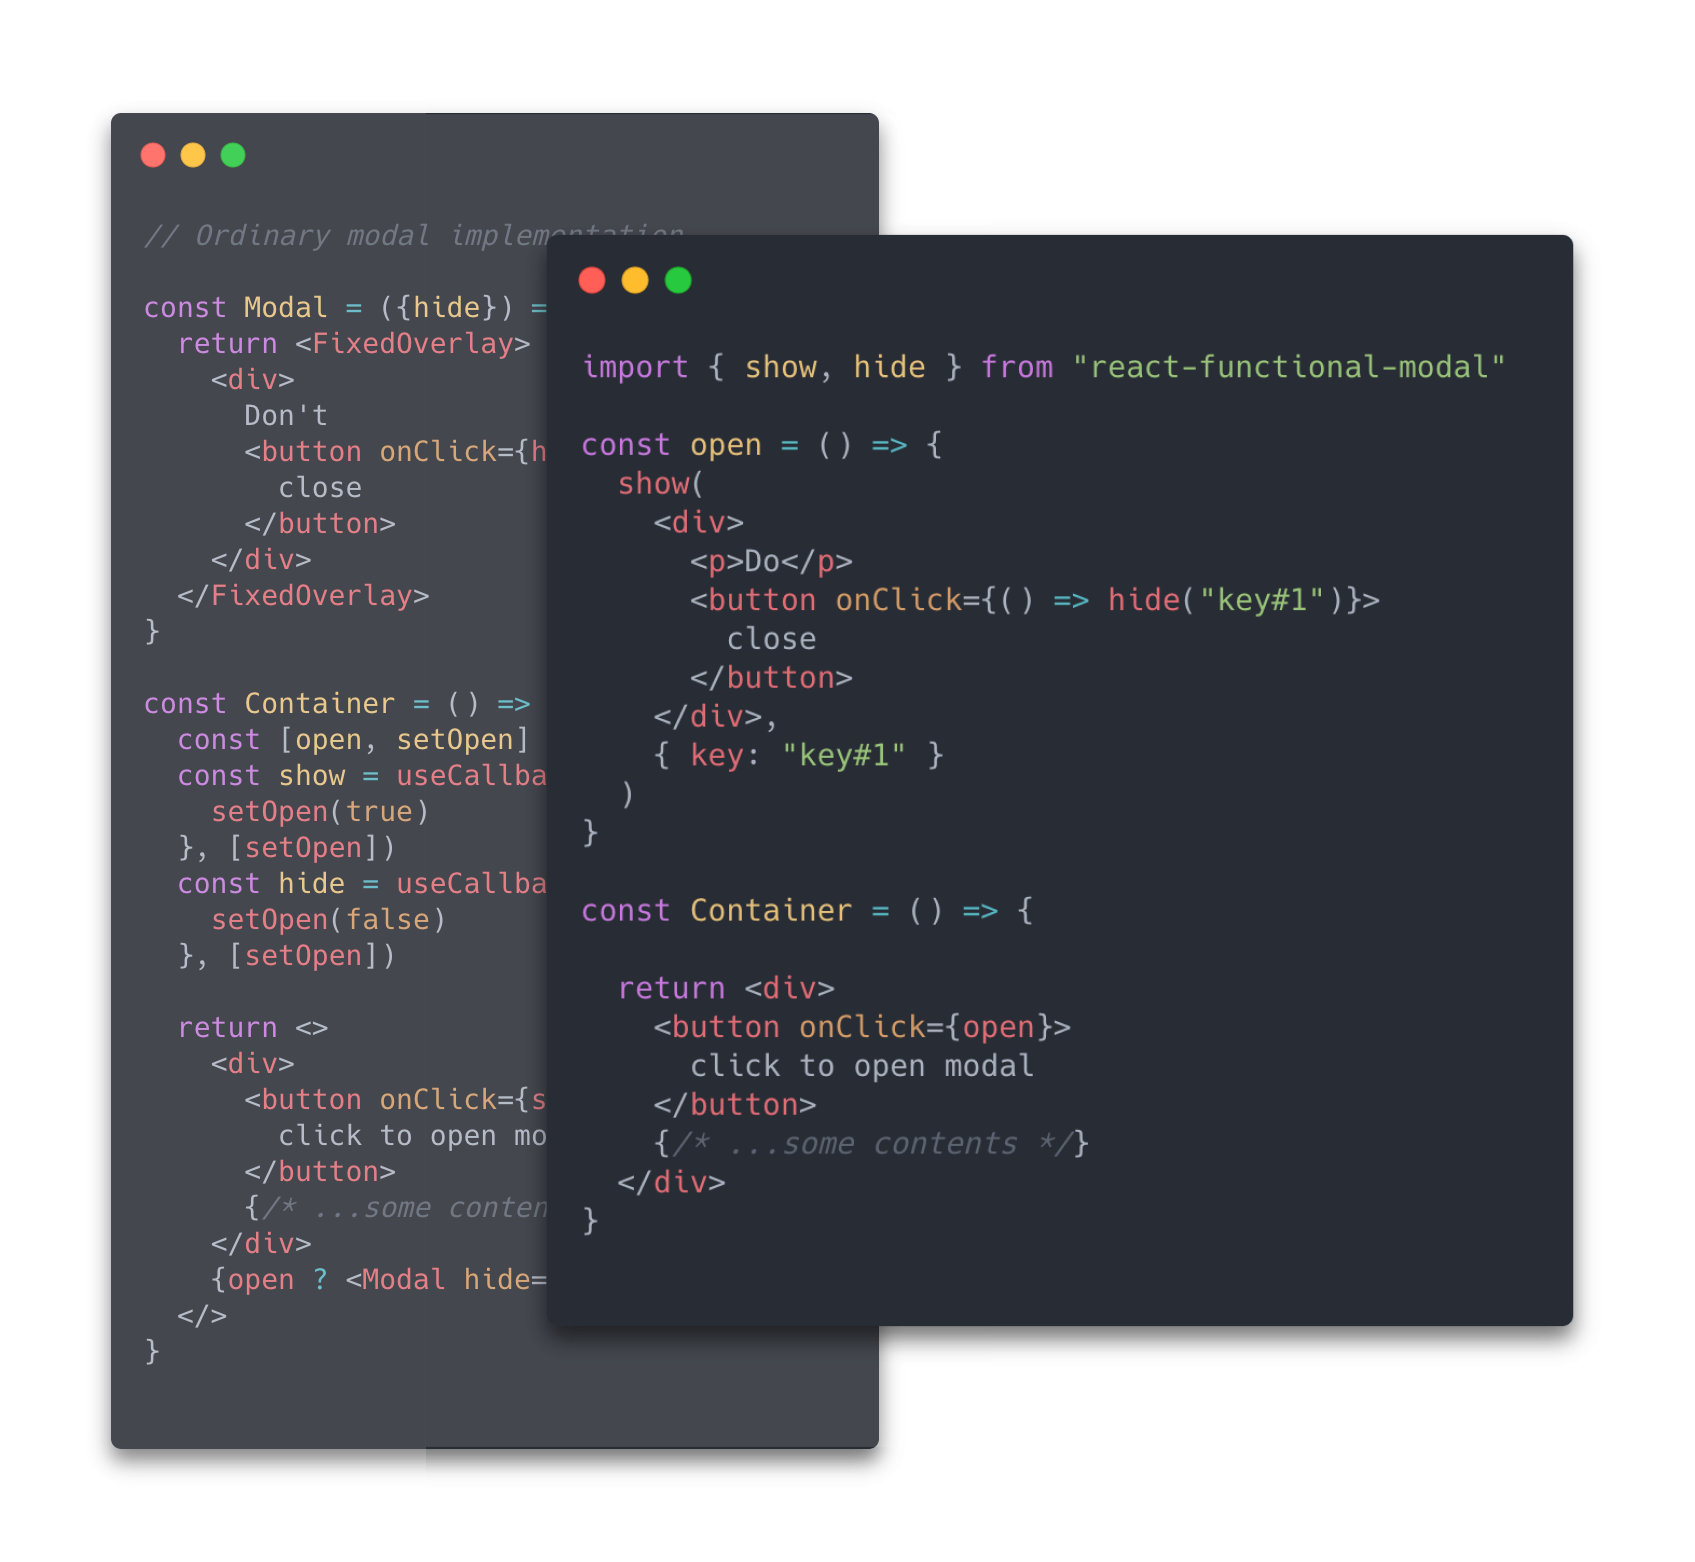 // Ordinary modal implementation

const Modal = ({hide}) =
  return <FixedOverlay>
    <div>
      Don't
      <button onClick={h
        close
      </button>
    </div>
  </FixedOverlay>
}

const Container = () =>
  const [open, setOpen]
  const show = useCallba
    setOpen(true)
  }, [setOpen])
  const hide = useCallba
    setOpen(false)
  }, [setOpen])

  return <>
    <div>
      <button onClick={s
        click to open mo
      </button>
      {/* ...some conten
    </div>
    {open ? <Modal hide=
  </>
}

import { show, hide } from "react-functional-modal"

const open = () => {
  show(
    <div>
      <p>Do</p>
      <button onClick={() => hide("key#1")}>
        close
      </button>
    </div>,
    { key: "key#1" }
  )
}

const Container = () => {

  return <div>
    <button onClick={open}>
      click to open modal
    </button>
    {/* ...some contents */}
  </div>
}